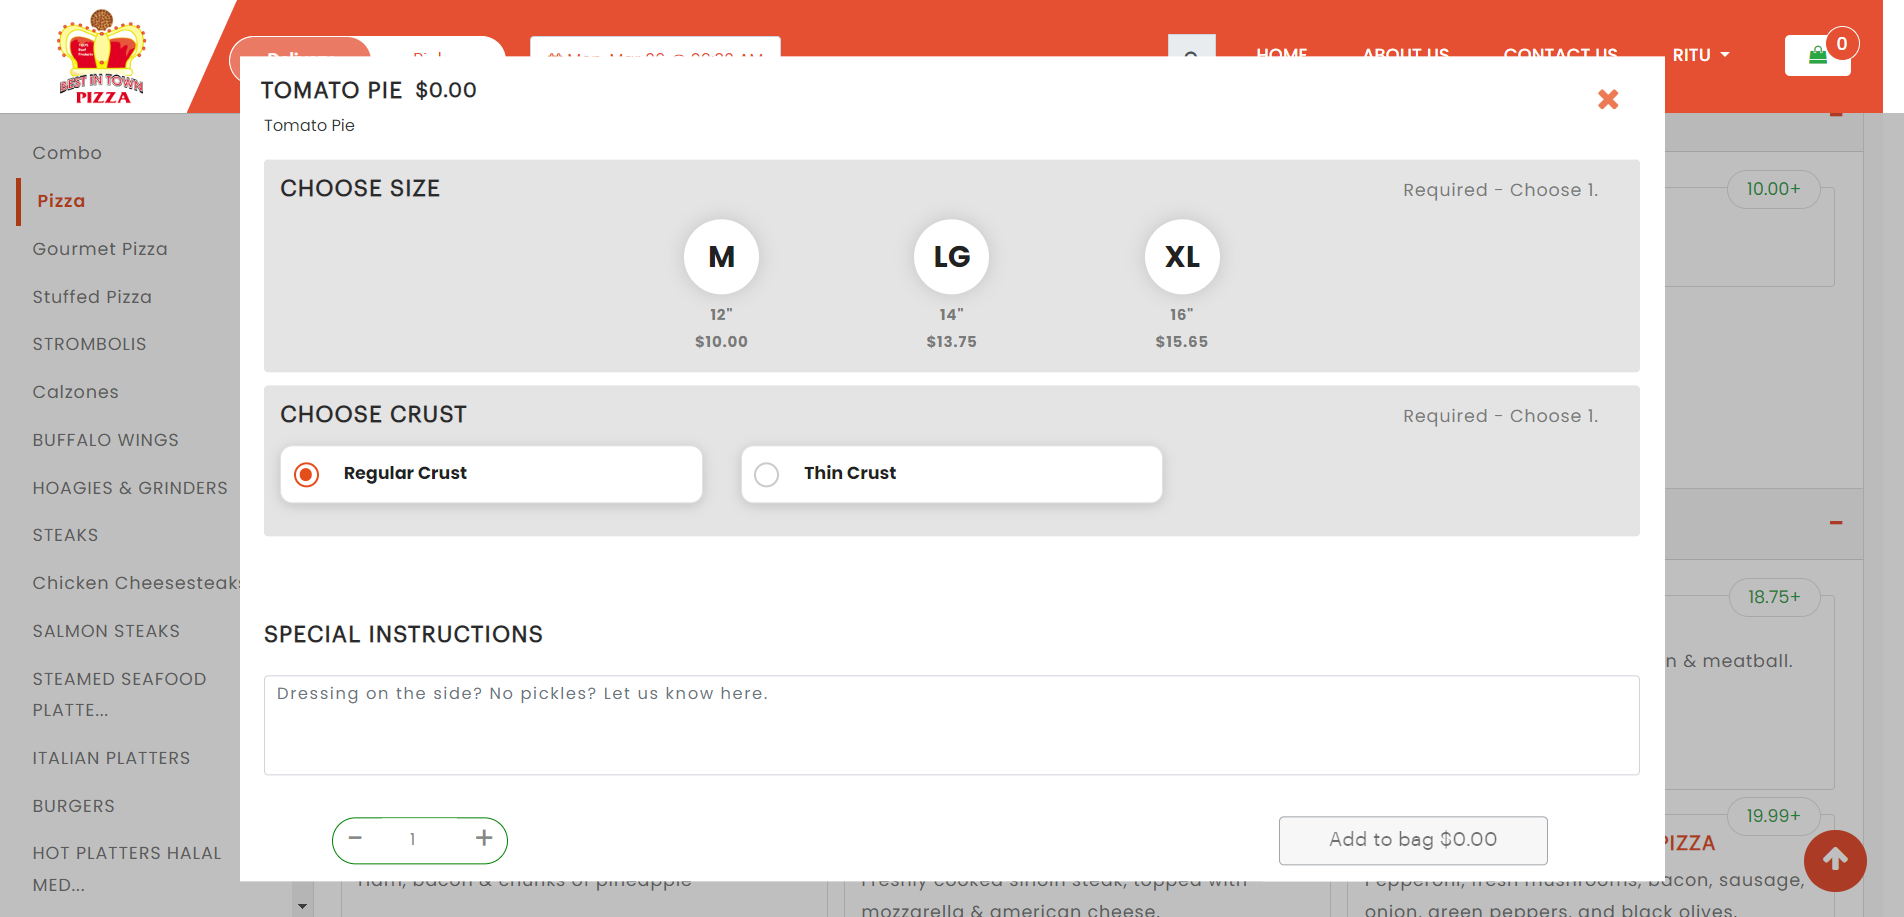 BEST IN TOWN
PIZZA
HOME
ABOUT US
CONTACT US
RITU
0
TOMATO PIE $0.00
Tomato Pie
CHOOSE SIZE
Required - Choose 1.
M
LG
XL
12"
14"
16"
$10.00
$13.75
$15.65
CHOOSE CRUST
Required - Choose 1.
Regular Crust
Thin Crust
SPECIAL INSTRUCTIONS
Dressing on the side? No pickles? Let us know here.
- 1 +
Add to bag $0.00
Combo
Pizza
Gourmet Pizza
Stuffed Pizza
STROMBOLIS
Calzones
BUFFALO WINGS
HOAGIES & GRINDERS
STEAKS
Chicken Cheesesteaks
SALMON STEAKS
STEAMED SEAFOOD
PLATTE...
ITALIAN PLATTERS
BURGERS
HOT PLATTERS HALAL
MED...
10.00+
18.75+
n & meatball.
19.99+
PIZZA
Ham, bacon & chunks of pineapple
Freshly cooked sirloin steak, topped with
mozzarella & american cheese.
Pepperoni, fresh mushrooms, bacon, sausage,
onion, green peppers, and black olives.